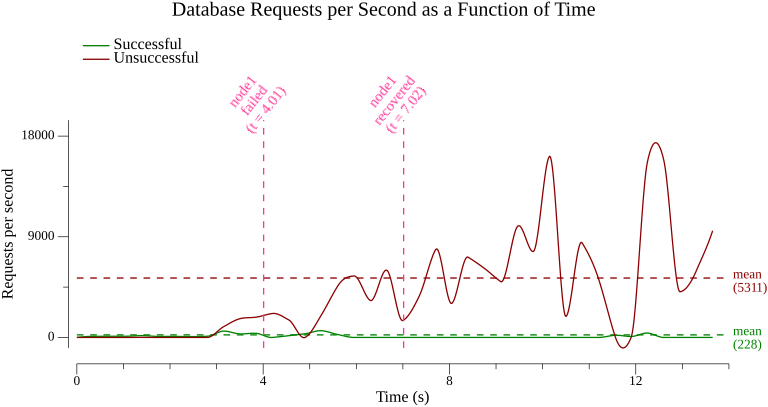 Database Requests per Second as a Function of Time
Successful
Unsuccessful
node1
failed
(t = 4.01)
node1
recovered
(t = 7.02)
Requests per second
18000
9000
0
mean
(5311)
mean
(228)
0
4
8
12
Time (s)